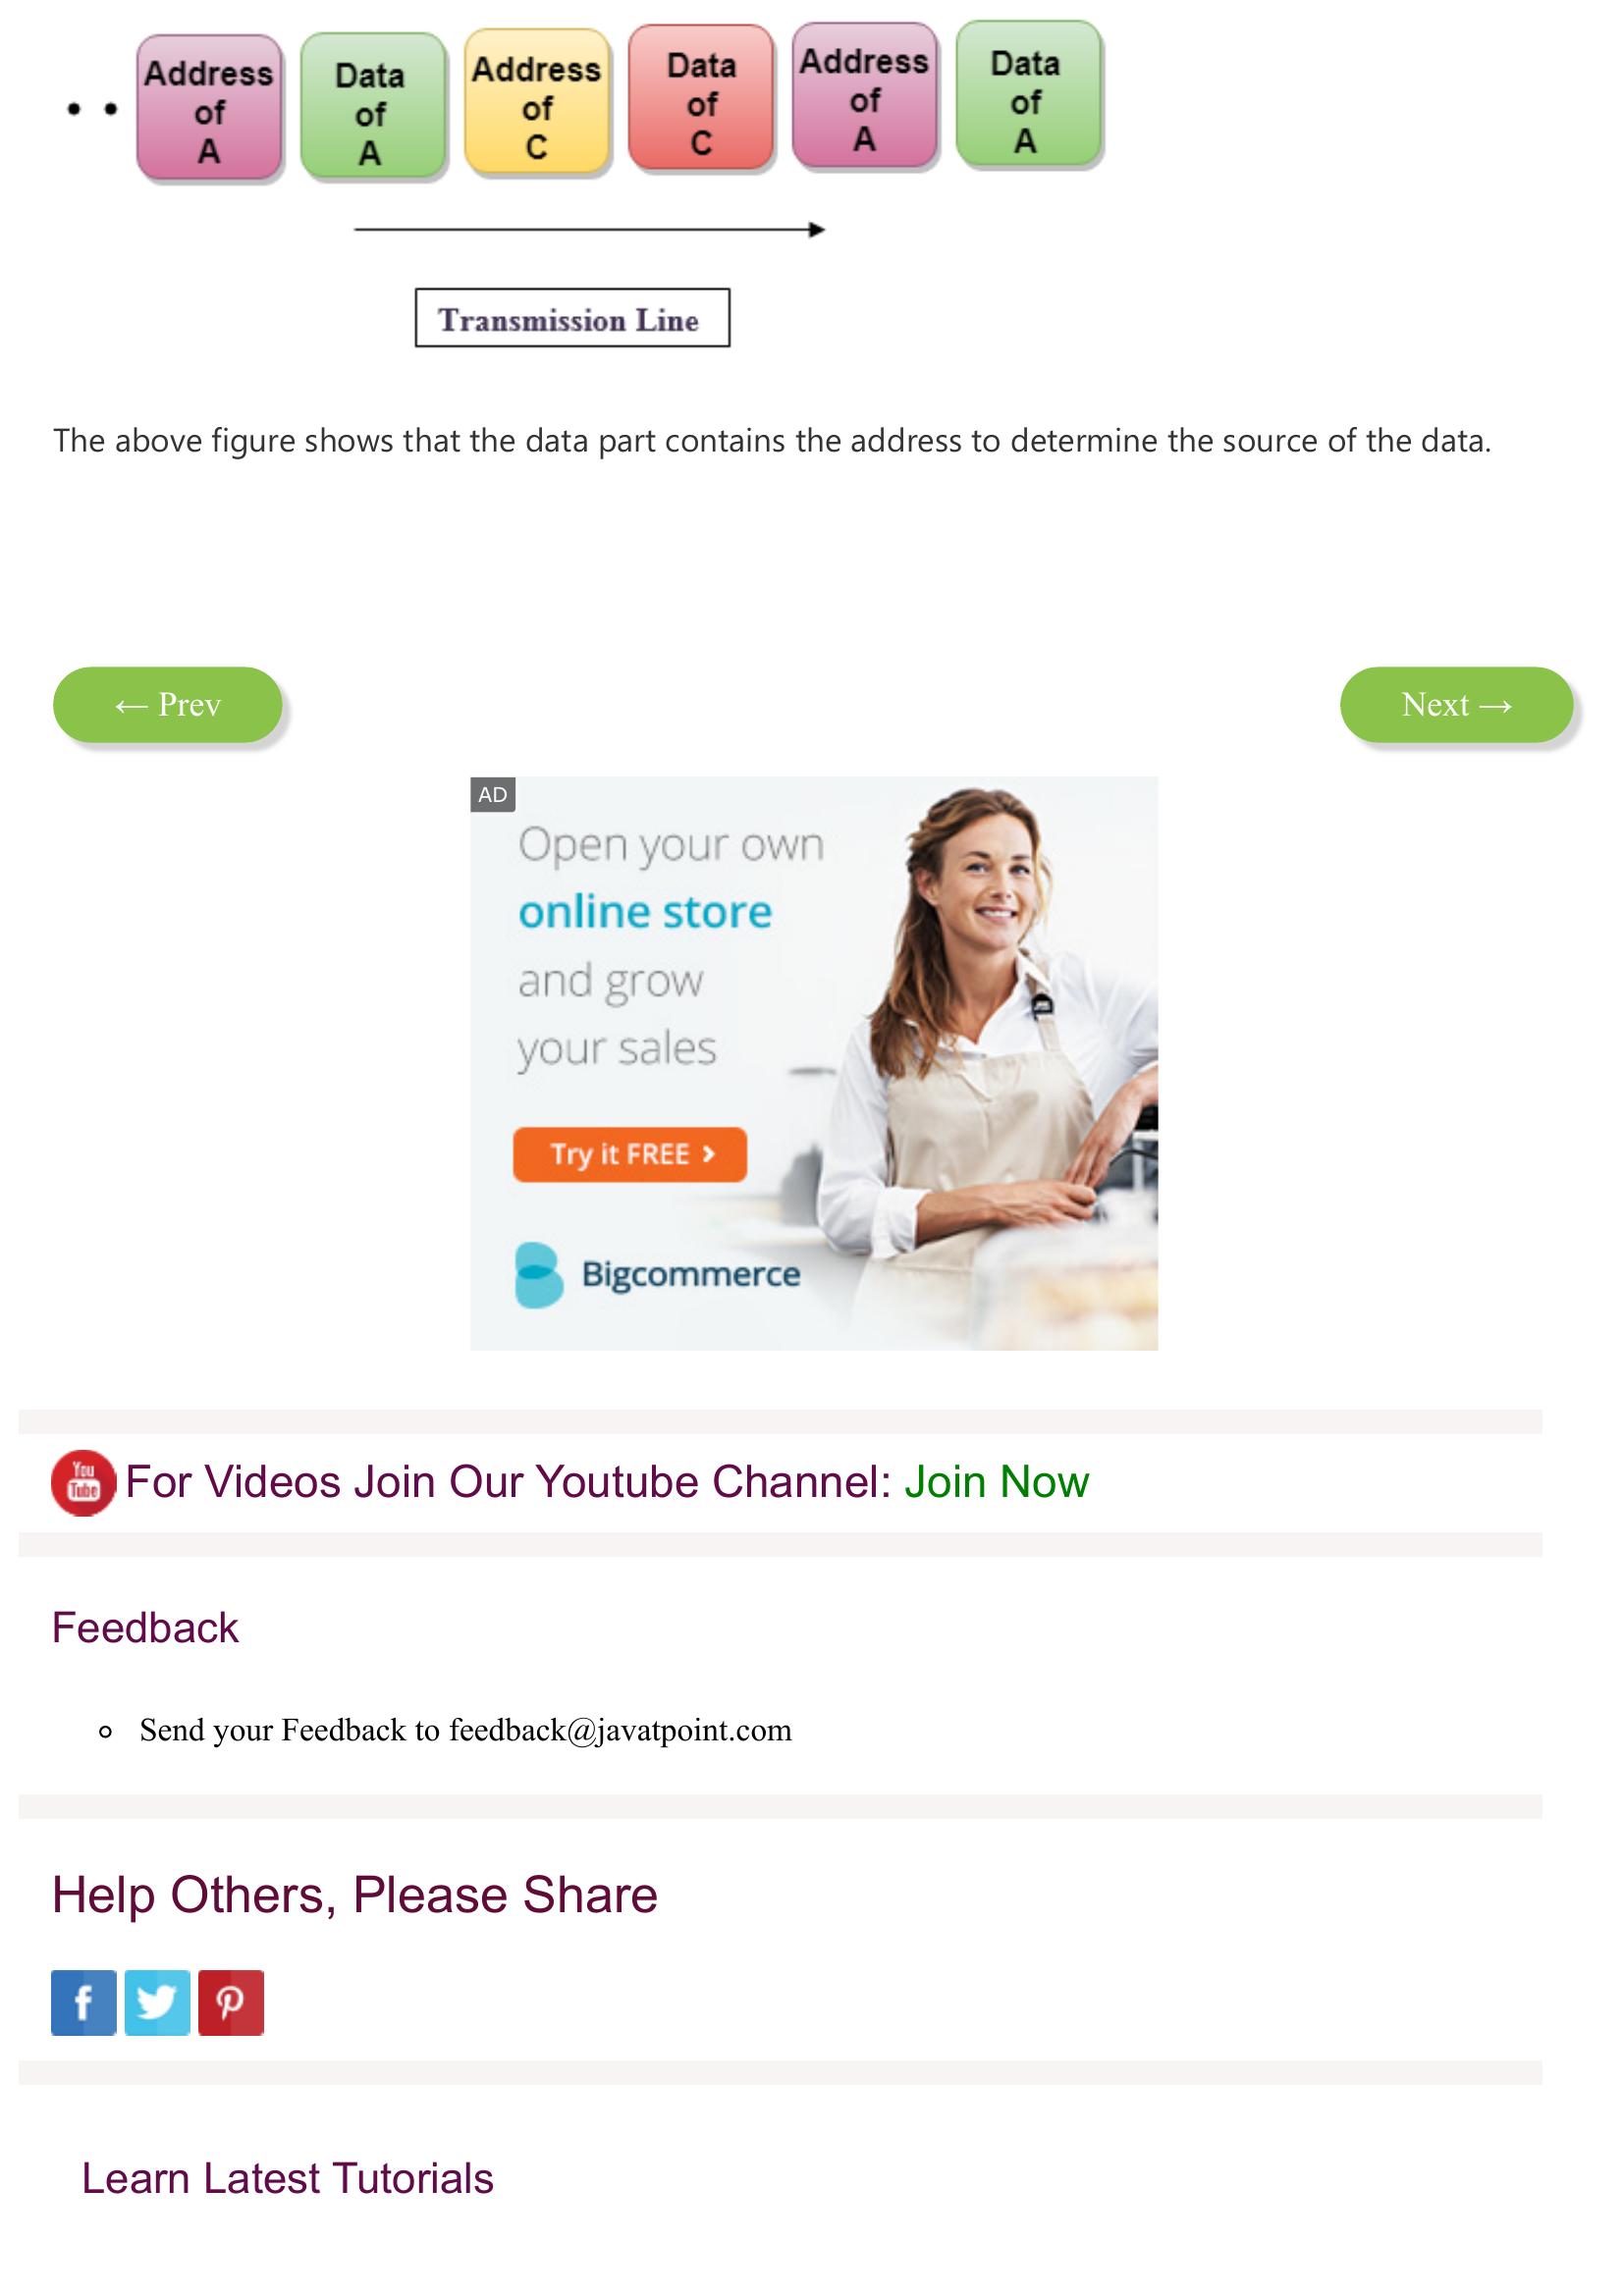 Address of A
Data of A
Address of C
Data of C
Address of A
Data of A
Transmission Line
The above figure shows that the data part contains the address to determine the source of the data.
← Prev
Next →
AD
Open your own
online store
and grow
your sales
Try it FREE ›
Bigcommerce
You
Tube
For Videos Join Our Youtube Channel: Join Now
Feedback
Send your Feedback to feedback@javatpoint.com
Help Others, Please Share
Learn Latest Tutorials